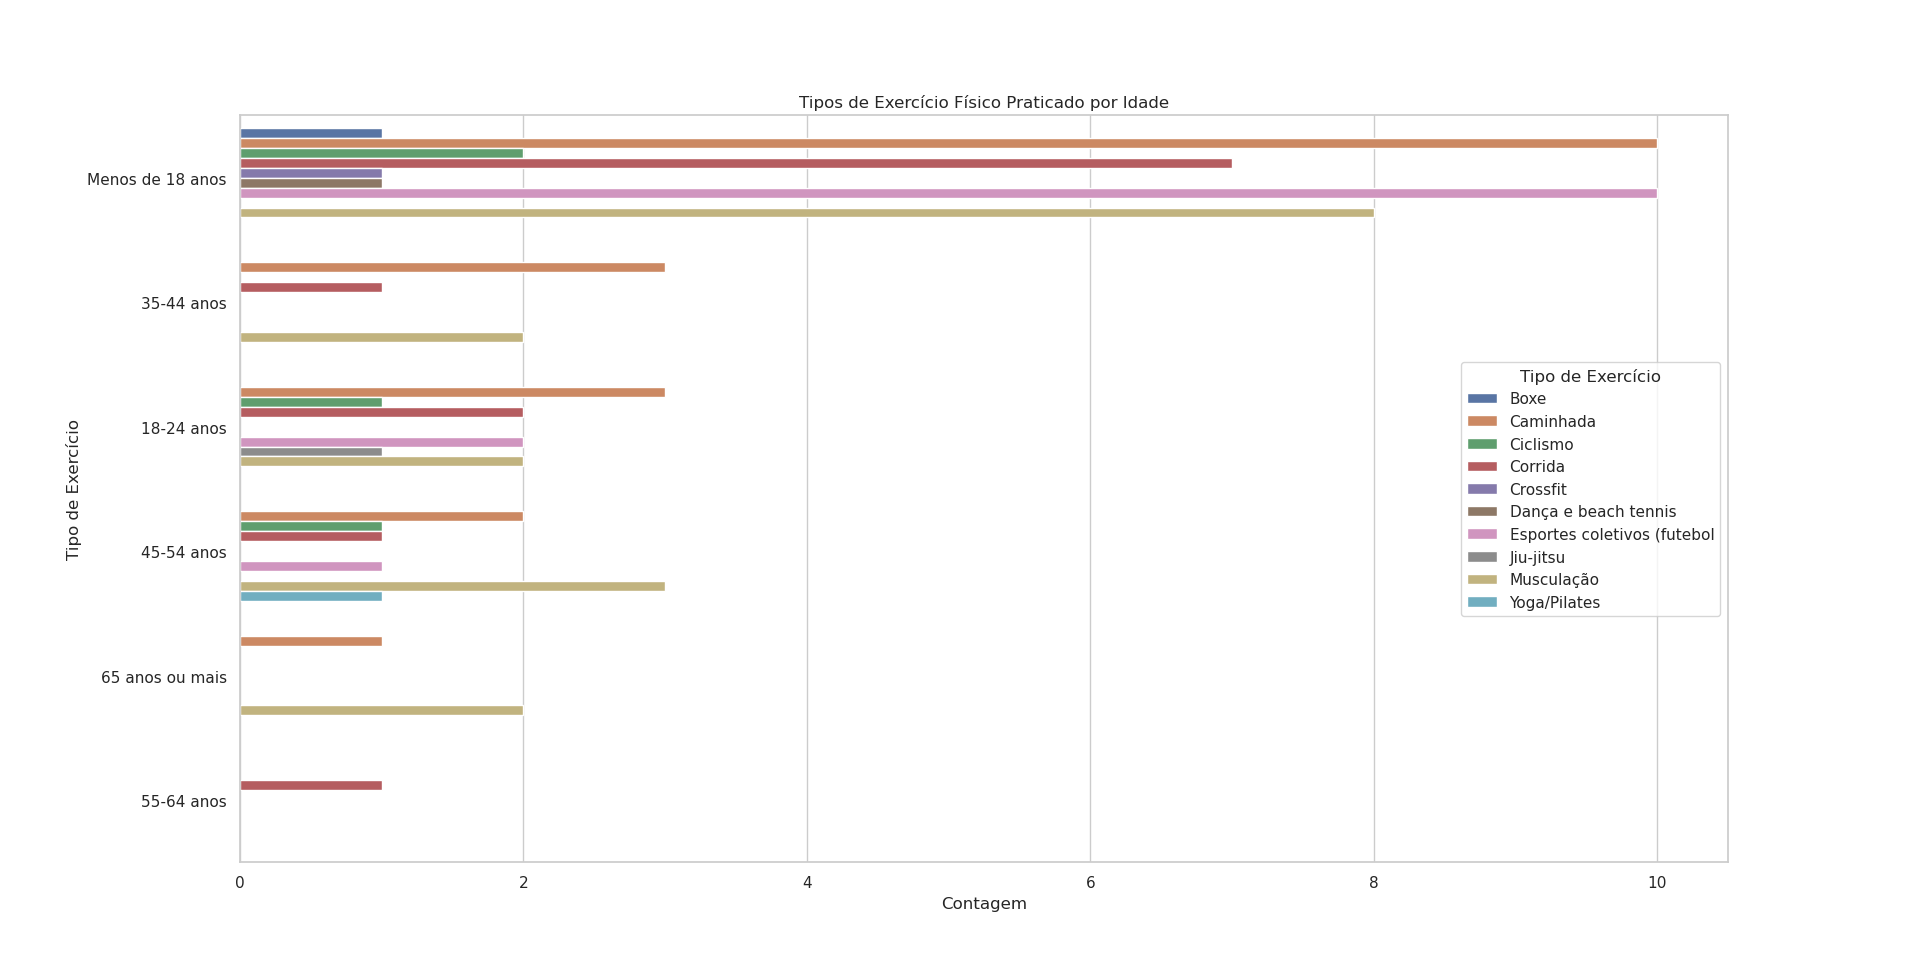 Tipos de Exercício Físico Praticado por Idade
Menos de 18 anos
35-44 anos
18-24 anos
45-54 anos
65 anos ou mais
55-64 anos
Tipo de Exercício
Tipo de Exercício
Boxe
Caminhada
Ciclismo
Corrida
Crossfit
Dança e beach tennis
Esportes coletivos (futebol
Jiu-jitsu
Musculação
Yoga/Pilates
0 2 4 6 8 10
Contagem